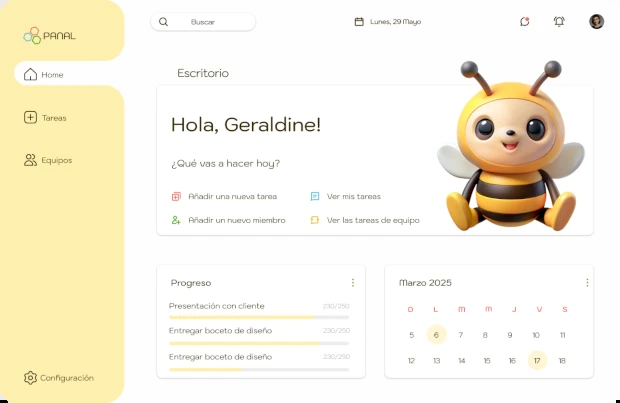 PANAL
Buscar
Lunes, 29 Mayo
Home
Tareas
Equipos
Configuración
Escritorio
Hola, Geraldine!
¿Qué vas a hacer hoy?
Añadir una nueva tarea
Ver mis tareas
Añadir un nuevo miembro
Ver las tareas de equipo
Progreso
Presentación con cliente 230/250
Entregar boceto de diseño 230/250
Entregar boceto de diseño 230/250
Marzo 2025
D L M M J V S
5 6 7 8 9 10 11
12 13 14 15 16 17 18